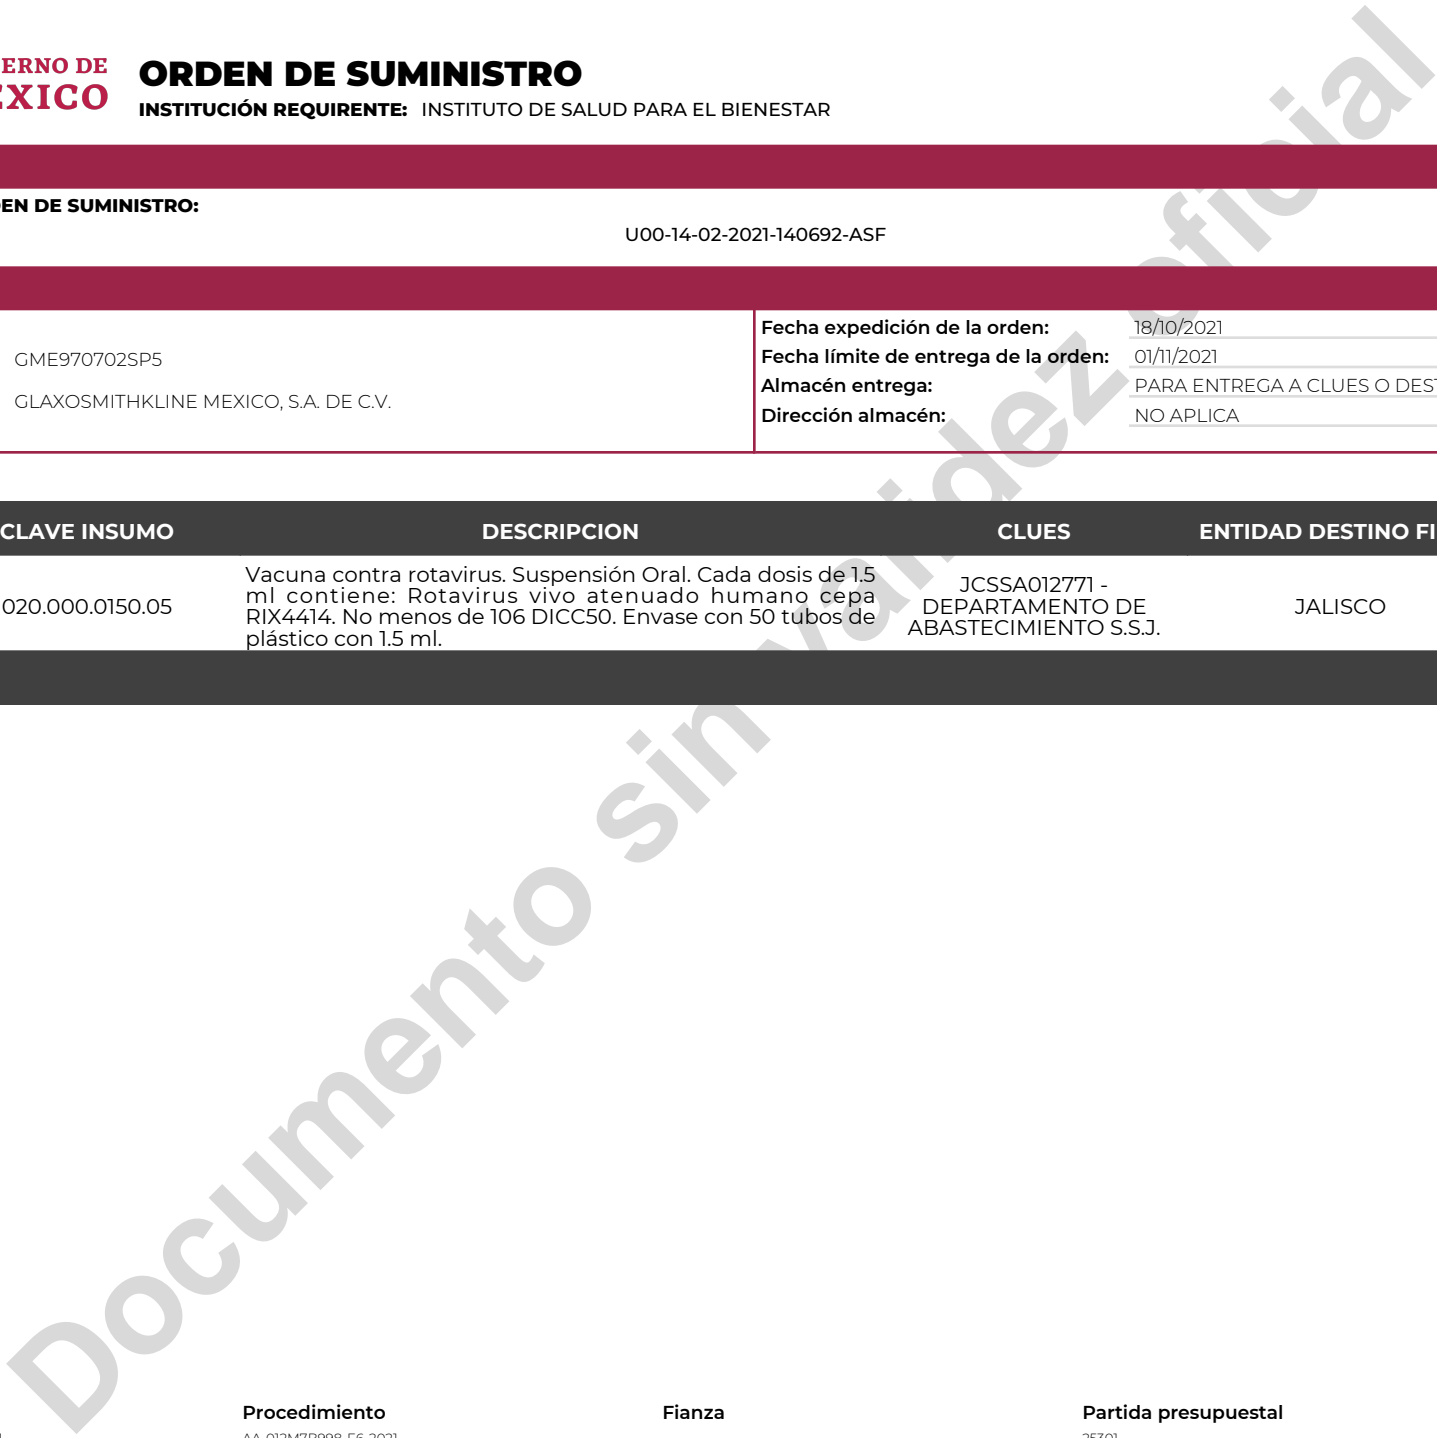 ERNO DE
EXICO
ORDEN DE SUMINISTRO
INSTITUCIÓN REQUIRENTE: INSTITUTO DE SALUD PARA EL BIENESTAR
EN DE SUMINISTRO:
U00-14-02-2021-140692-ASF
GME970702SP5
GLAXOSMITHKLINE MEXICO, S.A. DE C.V.
Fecha expedición de la orden: 18/10/2021
Fecha límite de entrega de la orden: 01/11/2021
Almacén entrega: PARA ENTREGA A CLUES O DEST
Dirección almacén: NO APLICA
CLAVE INSUMO DESCRIPCION CLUES ENTIDAD DESTINO FI
020.000.0150.05
Vacuna contra rotavirus. Suspensión Oral. Cada dosis de 1.5
ml contiene: Rotavirus vivo atenuado humano cepa
RIX4414. No menos de 106 DICC50. Envase con 50 tubos de
plástico con 1.5 ml.
JCSSA012771 -
DEPARTAMENTO DE
ABASTECIMIENTO S.S.J.
JALISCO
Documento sin validez oficial
Procedimiento Fianza Partida presupuestal